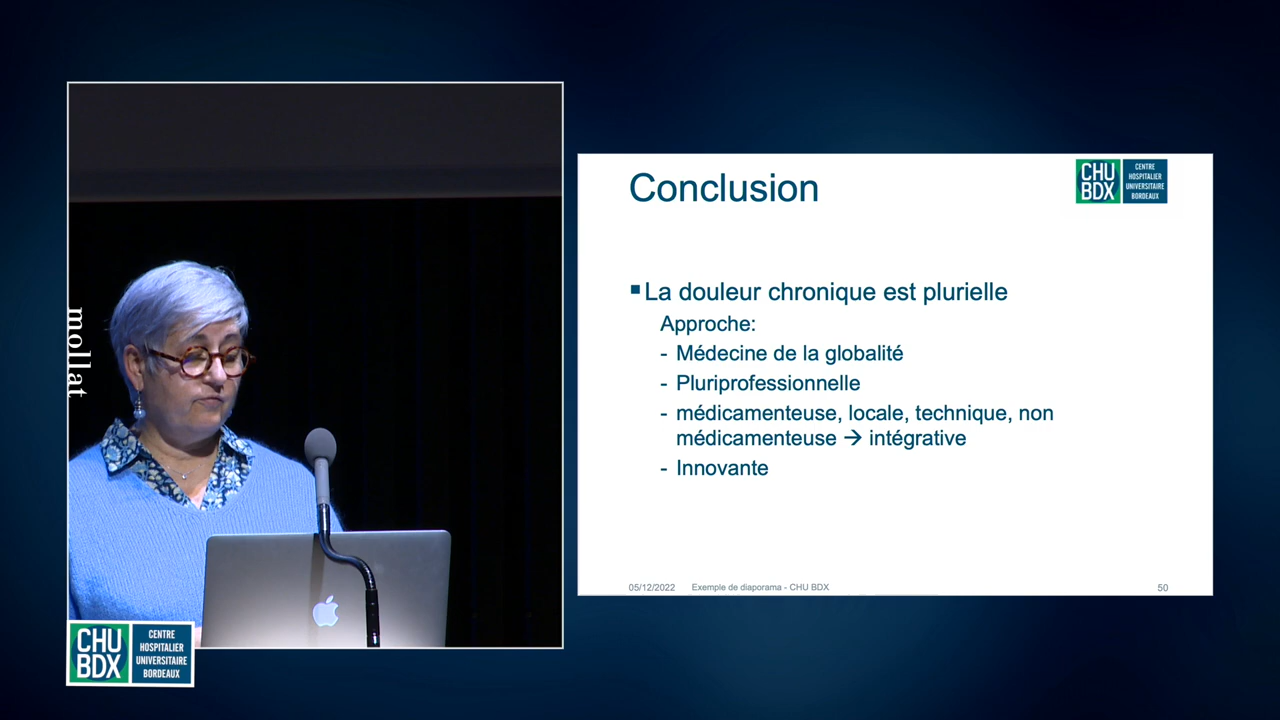 mollat
CHU
BDX
CENTRE
HOSPITALIER
UNIVERSITAIRE
BORDEAUX
Conclusion
CHU
BDX
CENTRE
HOSPITALIER
UNIVERSITAIRE
BORDEAUX
▪La douleur chronique est plurielle
Approche:
- Médecine de la globalité
- Pluriprofessionnelle
- médicamenteuse, locale, technique, non
médicamenteuse → intégrative
- Innovante
05/12/2022 Exemple de diaporama - CHU BDX 50